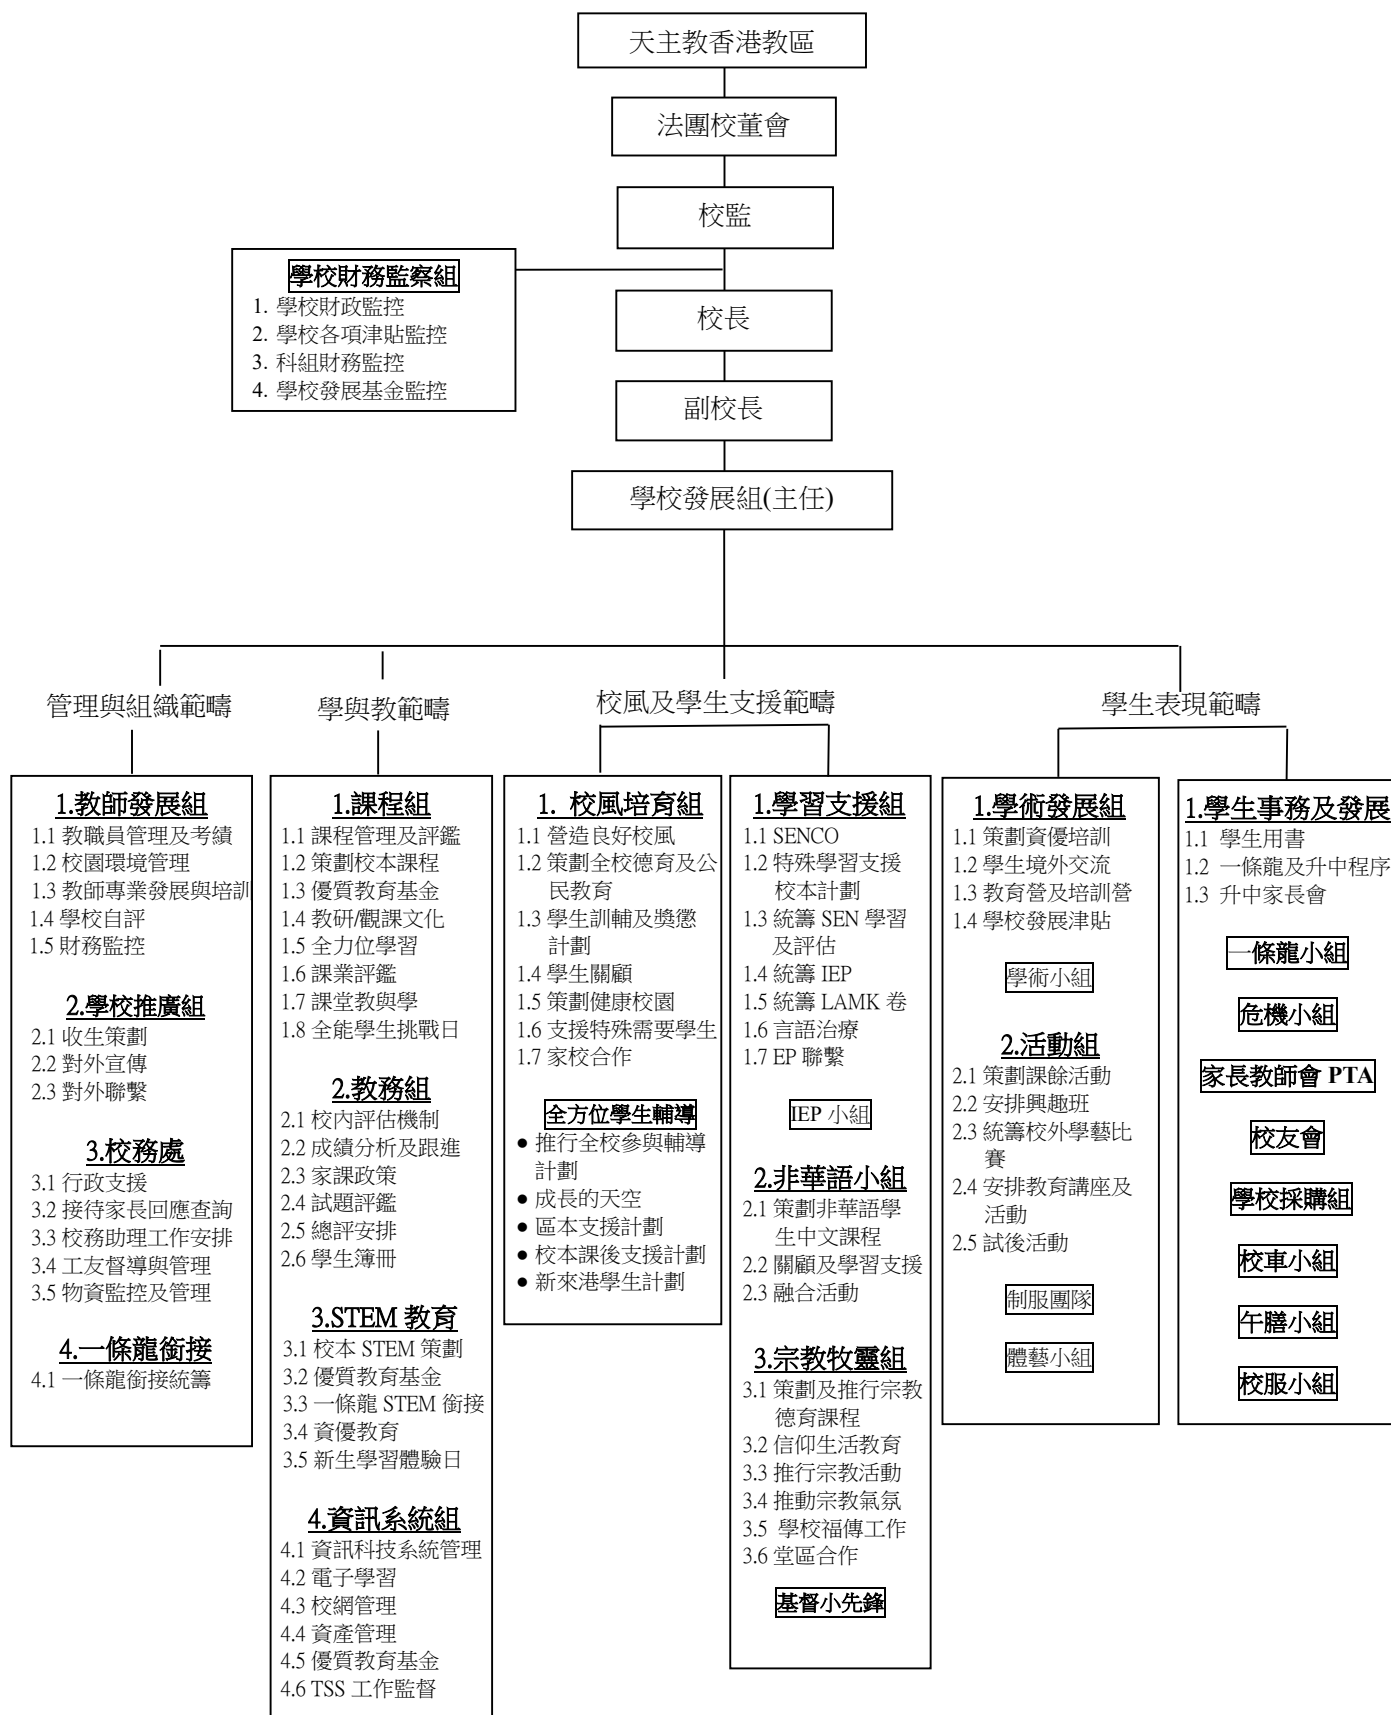 天主教香港教區
法團校董會
校監
學校財務監察組
1. 學校財政監控
2. 學校各項津貼監控
3. 科組財務監控
4. 學校發展基金監控
校長
副校長
學校發展組(主任)
管理與組織範疇
學與教範疇
校風及學生支援範疇
學生表現範疇
1.教師發展組
1.1 教職員管理及考績
1.2 校園環境管理
1.3 教師專業發展與培訓
1.4 學校自評
1.5 財務監控
2.學校推廣組
2.1 收生策劃
2.2 對外宣傳
2.3 對外聯繫
3.校務處
3.1 行政支援
3.2 接待家長回應查詢
3.3 校務助理工作安排
3.4 工友督導與管理
3.5 物資監控及管理
4.一條龍銜接
4.1 一條龍銜接統籌
1.課程組
1.1 課程管理及評鑑
1.2 策劃校本課程
1.3 優質教育基金
1.4 教研/觀課文化
1.5 全力位學習
1.6 課業評鑑
1.7 課堂教與學
1.8 全能學生挑戰日
2.教務組
2.1 校內評估機制
2.2 成績分析及跟進
2.3 家課政策
2.4 試題評鑑
2.5 總評安排
2.6 學生簿冊
3.STEM 教育
3.1 校本 STEM 策劃
3.2 優質教育基金
3.3 一條龍 STEM 銜接
3.4 資優教育
3.5 新生學習體驗日
4.資訊系統組
4.1 資訊科技系統管理
4.2 電子學習
4.3 校網管理
4.4 資產管理
4.5 優質教育基金
4.6 TSS 工作監督
1. 校風培育組
1.1 營造良好校風
1.2 策劃全校德育及公
民教育
1.3 學生訓輔及獎懲
計劃
1.4 學生關顧
1.5 策劃健康校園
1.6 支援特殊需要學生
1.7 家校合作
全方位學生輔導
● 推行全校參與輔導
計劃
● 成長的天空
● 區本支援計劃
● 校本課後支援計劃
● 新來港學生計劃
1.學習支援組
1.1 SENCO
1.2 特殊學習支援
校本計劃
1.3 統籌 SEN 學習
及評估
1.4 統籌 IEP
1.5 統籌 LAMK 卷
1.6 言語治療
1.7 EP 聯繫
IEP 小組
2.非華語小組
2.1 策劃非華語學
生中文課程
2.2 關顧及學習支援
2.3 融合活動
3.宗教牧靈組
3.1 策劃及推行宗教
德育課程
3.2 信仰生活教育
3.3 推行宗教活動
3.4 推動宗教氣氛
3.5 學校福傳工作
3.6 堂區合作
基督小先鋒
1.學術發展組
1.1 策劃資優培訓
1.2 學生境外交流
1.3 教育營及培訓營
1.4 學校發展津貼
學術小組
2.活動組
2.1 策劃課餘活動
2.2 安排興趣班
2.3 統籌校外學藝比
賽
2.4 安排教育講座及
活動
2.5 試後活動
制服團隊
體藝小組
1.學生事務及發展
1.1 學生用書
1.2 一條龍及升中程序
1.3 升中家長會
一條龍小組
危機小組
家長教師會 PTA
校友會
學校採購組
校車小組
午膳小組
校服小組